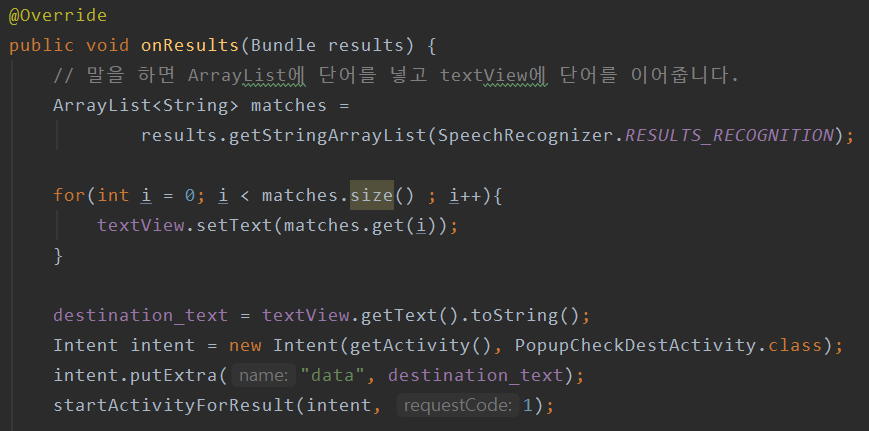 @Override
public void onResults(Bundle results) {
// 말을 하면 ArrayList에 단어를 넣고 textView에 단어를 이어줍니다.
ArrayList<String> matches =
results.getStringArrayList(SpeechRecognizer.RESULTS_RECOGNITION);
for(int i = 0; i < matches.size() ; i++){
textView.setText(matches.get(i));
}
destination_text = textView.getText().toString();
Intent intent = new Intent(getActivity(), PopupCheckDestActivity.class);
intent.putExtra( name: "data", destination_text);
startActivityForResult(intent, requestCode: 1);